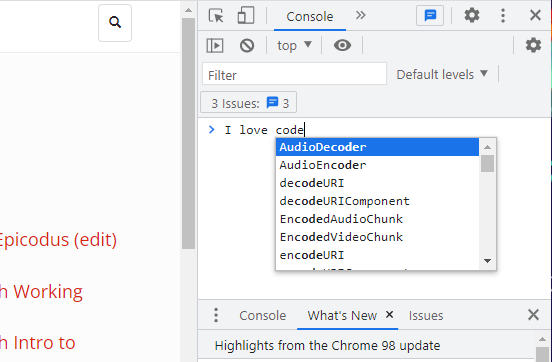 Console
top
Filter
Default levels
3 Issues: 3
I love code
AudioDecoder
AudioEncoder
decodeURI
decodeURIComponent
EncodedAudioChunk
EncodedVideoChunk
encodeURI
Epicodus (edit)
h Working
h Intro to
Console What's New Issues
Highlights from the Chrome 98 update